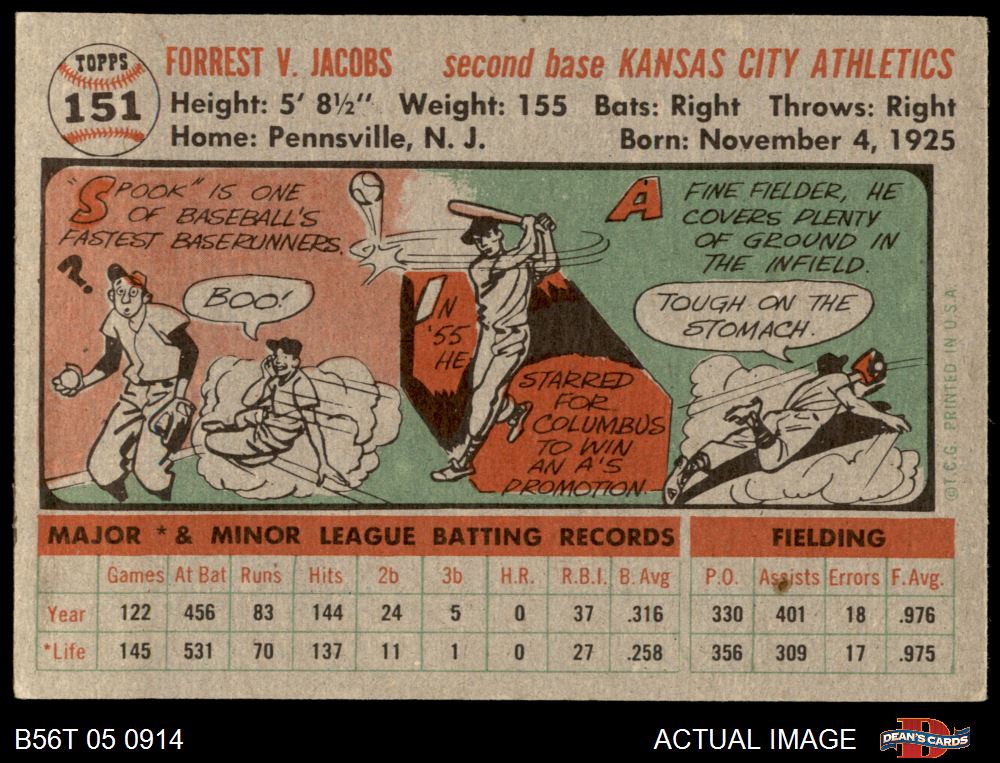 TOPPS
151
FORREST V. JACOBS second base KANSAS CITY ATHLETICS
Height: 5' 8½" Weight: 155 Bats: Right Throws: Right
Home: Pennsville, N. J. Born: November 4, 1925
"SPOOK" IS ONE
OF BASEBALL'S
FASTEST BASERUNNERS.
?
BOO!
IN
'55
HE
STARRED
FOR
COLUMBUS
TO WIN
AN A'S
PROMOTION.
A FINE FIELDER, HE
COVERS PLENTY
OF GROUND IN
THE INFIELD.
TOUGH ON THE
STOMACH.
©T.C.G. PRINTED IN U.S.A.
MAJOR * & MINOR LEAGUE BATTING RECORDS FIELDING
Games At Bat Runs Hits 2b 3b H.R. R.B.I. B. Avg P.O. Assists Errors F. Avg.
Year 122 456 83 144 24 5 0 37 .316 330 401 18 .976
*Life 145 531 70 137 11 1 0 27 .258 356 309 17 .975
B56T 05 0914 ACTUAL IMAGE D DEAN'S CARDS